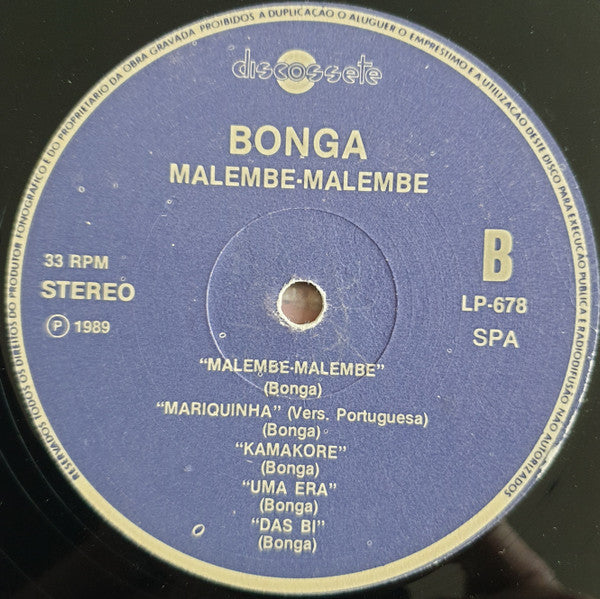 RESERVADOS TODOS OS DIREITOS DO PRODUTOR FONOGRÁFICO E DO PROPRIETÁRIO DA OBRA GRAVADA PROIBIDOS A DUPLICAÇÃO O ALUGUER O EMPRÉSTIMO E A UTILIZAÇÃO DESTE DISCO PARA EXECUÇÃO PÚBLICA E RADIODIFUSÃO NÃO AUTORIZADOS
discossete
BONGA
MALEMBE-MALEMBE
33 RPM
STEREO
Ⓟ 1989
B
LP-678
SPA
"MALEMBE-MALEMBE"
(Bonga)
"MARIQUINHA" (Vers. Portuguesa)
(Bonga)
"KAMAKORE"
(Bonga)
"UMA ERA"
(Bonga)
"DAS BI"
(Bonga)